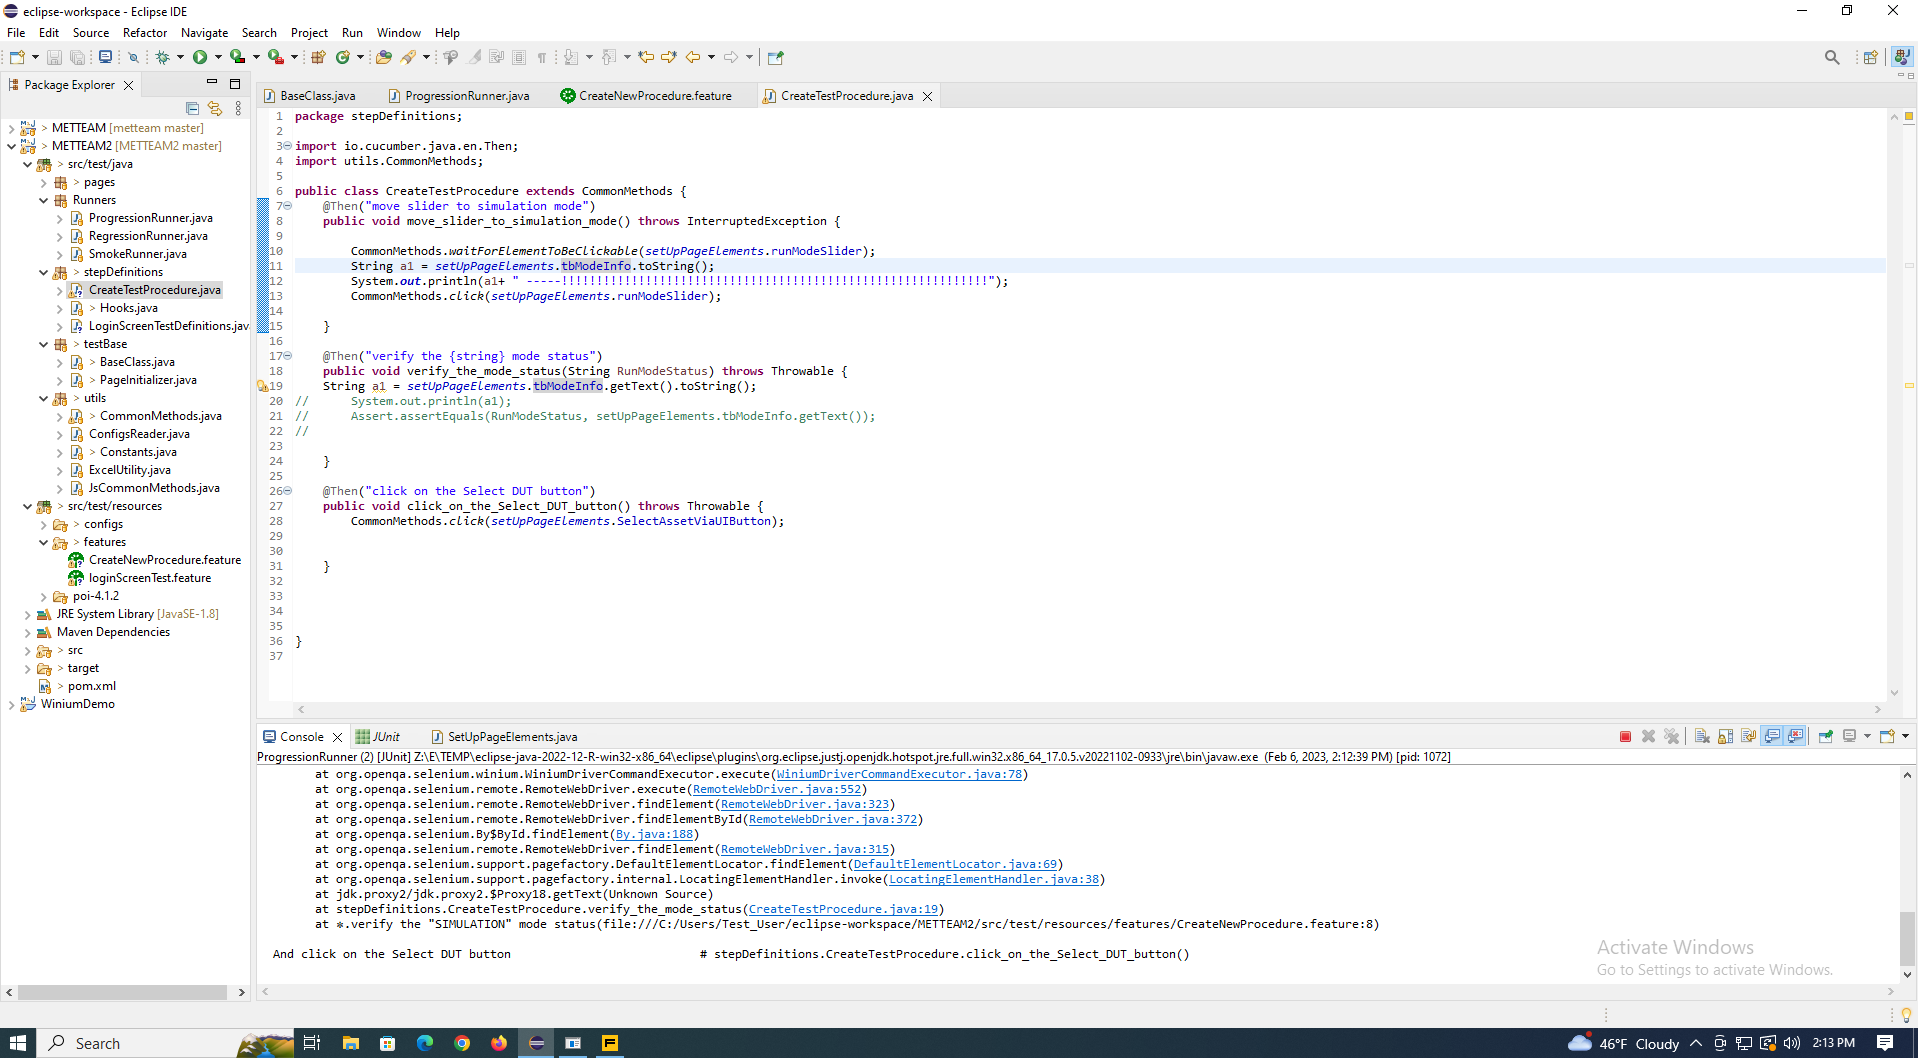 eclipse-workspace - Eclipse IDE
File Edit Source Refactor Navigate Search Project Run Window Help
Package Explorer
METTEAM [metteam master]
> METTEAM2 [METTEAM2 master]
> src/test/java
> pages
Runners
ProgressionRunner.java
RegressionRunner.java
SmokeRunner.java
> stepDefinitions
CreateTestProcedure.java
> Hooks.java
LoginScreenTestDefinitions.jav
> testBase
> BaseClass.java
> PageInitializer.java
> utils
> CommonMethods.java
ConfigsReader.java
> Constants.java
ExcelUtility.java
JsCommonMethods.java
> src/test/resources
> configs
> features
CreateNewProcedure.feature
loginScreenTest.feature
poi-4.1.2
JRE System Library [JavaSE-1.8]
Maven Dependencies
> src
> target
> pom.xml
WiniumDemo
BaseClass.java ProgressionRunner.java CreateNewProcedure.feature CreateTestProcedure.java
1 package stepDefinitions;
2
3 import io.cucumber.java.en.Then;
4 import utils.CommonMethods;
5
6 public class CreateTestProcedure extends CommonMethods {
7 @Then("move slider to simulation mode")
8 public void move_slider_to_simulation_mode() throws InterruptedException {
9
10 CommonMethods.waitForElementToBeClickable(setUpPageElements.runModeSlider);
11 String a1 = setUpPageElements.tbModeInfo.toString();
12 System.out.println(a1+ " -----!!!!!!!!!!!!!!!!!!!!!!!!!!!!!!!!!!!!!!!!!!!!!!!!!!!!!!!!!!!!!");
13 CommonMethods.click(setUpPageElements.runModeSlider);
14
15 }
16
17 @Then("verify the {string} mode status")
18 public void verify_the_mode_status(String RunModeStatus) throws Throwable {
19 String a1 = setUpPageElements.tbModeInfo.getText().toString();
20 // System.out.println(a1);
21 // Assert.assertEquals(RunModeStatus, setUpPageElements.tbModeInfo.getText());
22 //
23
24 }
25
26 @Then("click on the Select DUT button")
27 public void click_on_the_Select_DUT_button() throws Throwable {
28 CommonMethods.click(setUpPageElements.SelectAssetViaUIButton);
29
30
31 }
32
33
34
35
36 }
37
Console JUnit SetUpPageElements.java
ProgressionRunner (2) [JUnit] Z:\E\TEMP\eclipse-java-2022-12-R-win32-x86_64\eclipse\plugins\org.eclipse.justj.openjdk.hotspot.jre.full.win32.x86_64_17.0.5.v20221102-0933\jre\bin\javaw.exe (Feb 6, 2023, 2:12:39 PM) [pid: 1072]
at org.openqa.selenium.winium.WiniumDriverCommandExecutor.execute(WiniumDriverCommandExecutor.java:78)
at org.openqa.selenium.remote.RemoteWebDriver.execute(RemoteWebDriver.java:552)
at org.openqa.selenium.remote.RemoteWebDriver.findElement(RemoteWebDriver.java:323)
at org.openqa.selenium.remote.RemoteWebDriver.findElementById(RemoteWebDriver.java:372)
at org.openqa.selenium.By$ById.findElement(By.java:188)
at org.openqa.selenium.remote.RemoteWebDriver.findElement(RemoteWebDriver.java:315)
at org.openqa.selenium.support.pagefactory.DefaultElementLocator.findElement(DefaultElementLocator.java:69)
at org.openqa.selenium.support.pagefactory.internal.LocatingElementHandler.invoke(LocatingElementHandler.java:38)
at jdk.proxy2/jdk.proxy2.$Proxy18.getText(Unknown Source)
at stepDefinitions.CreateTestProcedure.verify_the_mode_status(CreateTestProcedure.java:19)
at *.verify the "SIMULATION" mode status(file:///C:/Users/Test_User/eclipse-workspace/METTEAM2/src/test/resources/features/CreateNewProcedure.feature:8)
And click on the Select DUT button # stepDefinitions.CreateTestProcedure.click_on_the_Select_DUT_button()
Activate Windows
Go to Settings to activate Windows.
Search
46°F Cloudy
2:13 PM